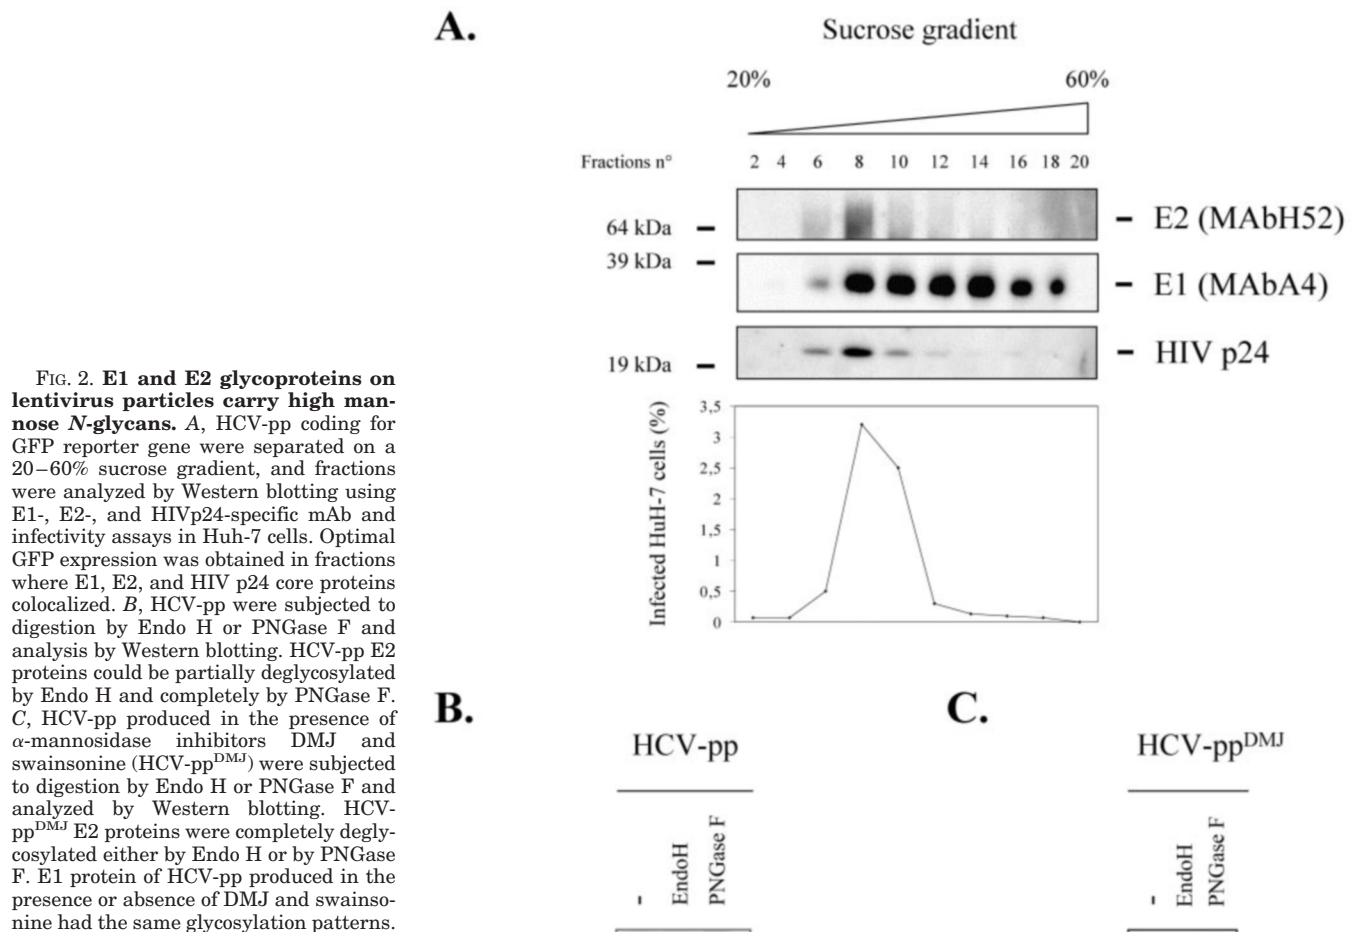 A.
Sucrose gradient
20% 60%
Fractions n° 2 4 6 8 10 12 14 16 18 20
64 kDa
E2 (MAbH52)
39 kDa
E1 (MAbA4)
19 kDa
HIV p24
Infected HuH-7 cells (%)
3,5
3
2,5
2
1,5
1
0,5
0
FIG. 2. E1 and E2 glycoproteins on
lentivirus particles carry high man-
nose N-glycans. A, HCV-pp coding for
GFP reporter gene were separated on a
20–60% sucrose gradient, and fractions
were analyzed by Western blotting using
E1-, E2-, and HIVp24-specific mAb and
infectivity assays in Huh-7 cells. Optimal
GFP expression was obtained in fractions
where E1, E2, and HIV p24 core proteins
colocalized. B, HCV-pp were subjected to
digestion by Endo H or PNGase F and
analysis by Western blotting. HCV-pp E2
proteins could be partially deglycosylated
by Endo H and completely by PNGase F.
C, HCV-pp produced in the presence of
α-mannosidase inhibitors DMJ and
swainsonine (HCV-ppDMJ) were subjected
to digestion by Endo H or PNGase F and
analyzed by Western blotting. HCV-
ppDMJ E2 proteins were completely degly-
cosylated either by Endo H or by PNGase
F. E1 protein of HCV-pp produced in the
presence or absence of DMJ and swainso-
nine had the same glycosylation patterns.
B.
HCV-pp
-
EndoH
PNGase F
C.
HCV-ppDMJ
-
EndoH
PNGase F